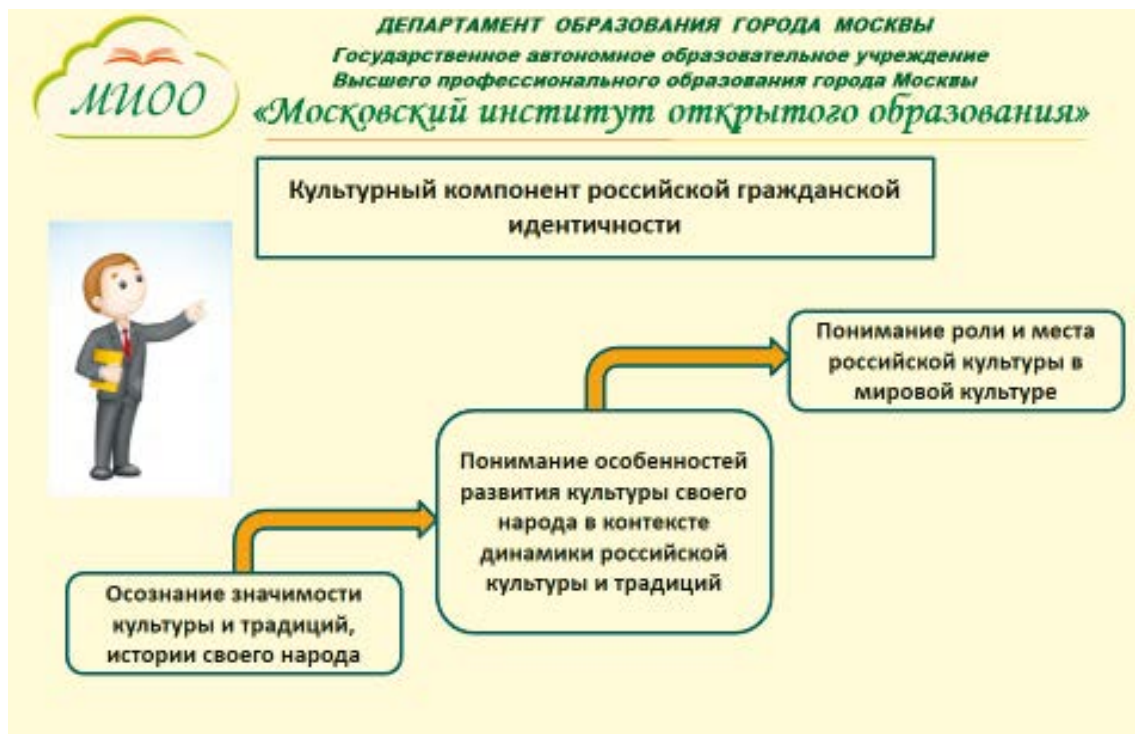 ДЕПАРТАМЕНТ ОБРАЗОВАНИЯ ГОРОДА МОСКВЫ
Государственное автономное образовательное учреждение
Высшего профессионального образования города Москвы
«Московский институт открытого образования»
МИОО
Культурный компонент российской гражданской
идентичности
Понимание роли и места
российской культуры в
мировой культуре
Понимание особенностей
развития культуры своего
народа в контексте
динамики российской
культуры и традиций
Осознание значимости
культуры и традиций,
истории своего народа